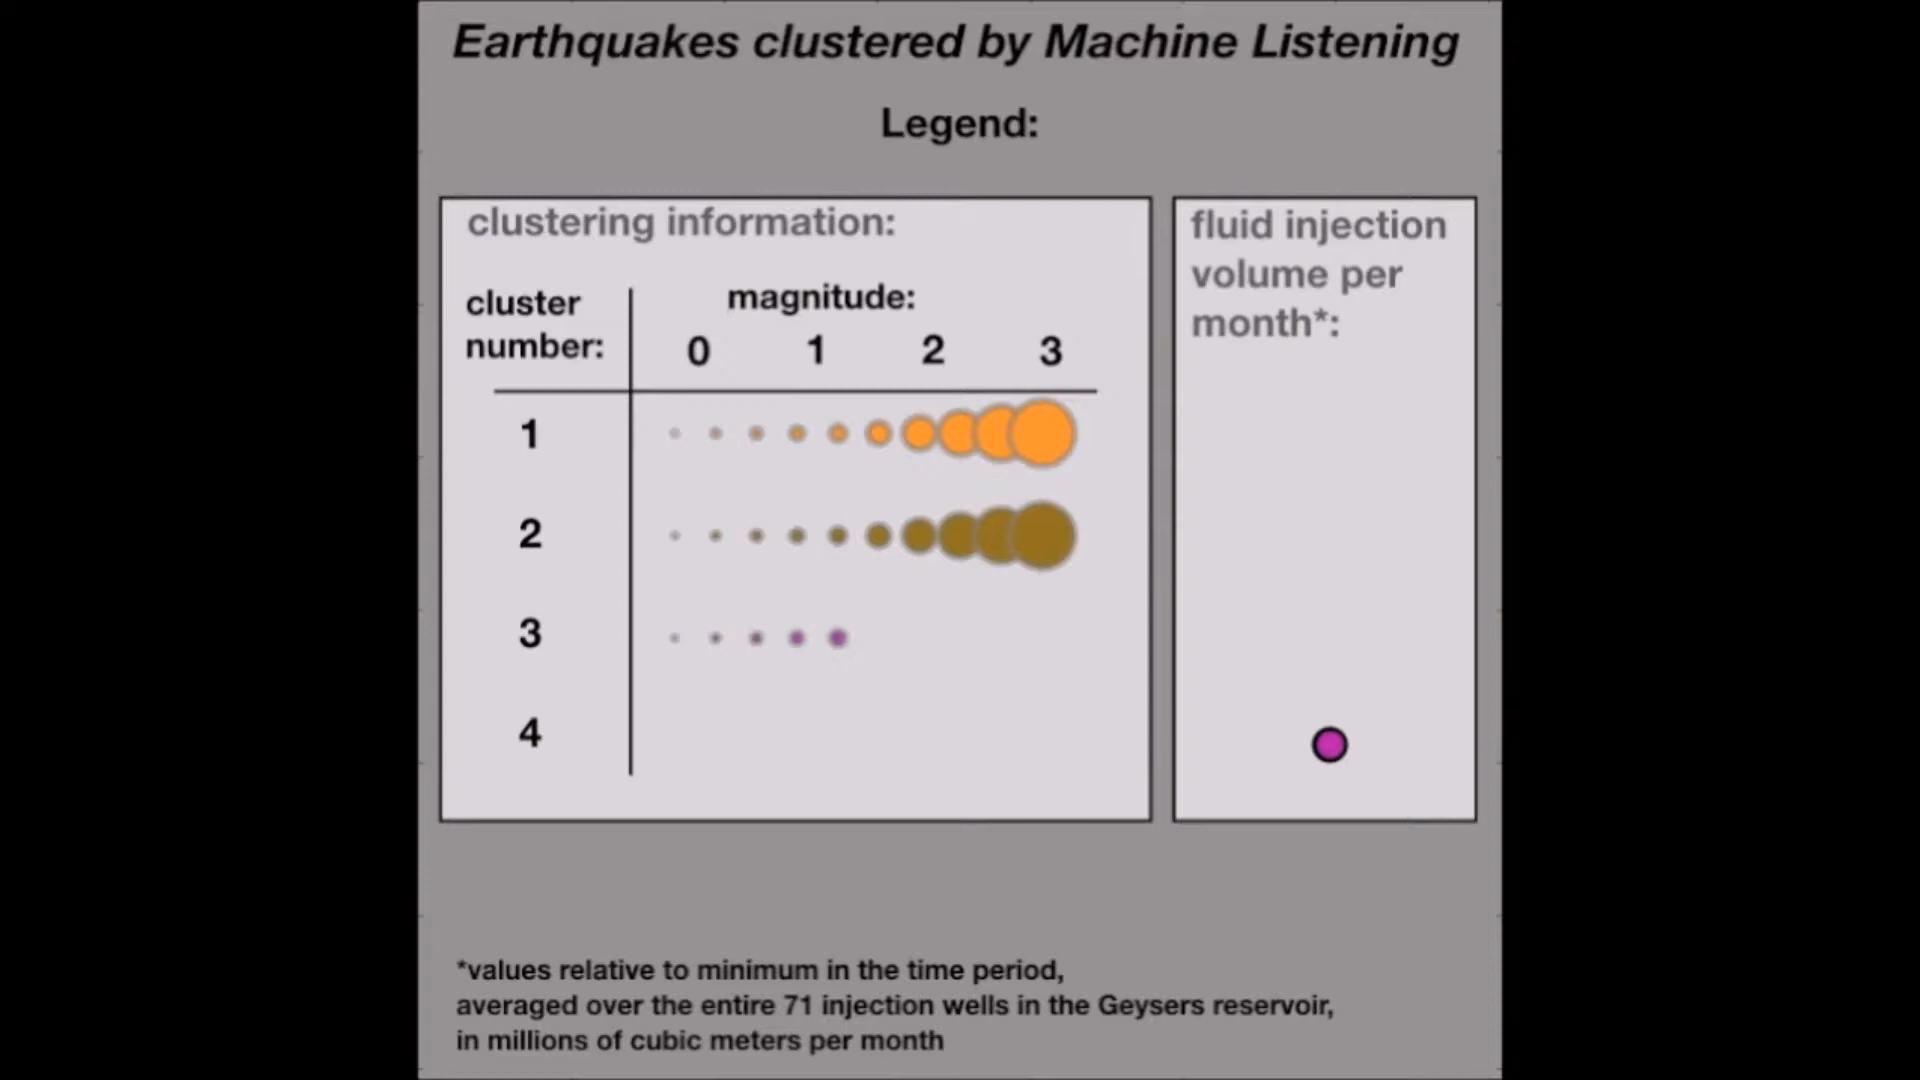 Earthquakes clustered by Machine Listening
Legend:
clustering information:
cluster
number:
magnitude:
0 1 2 3
1
2
3
4
fluid injection
volume per
month*:
*values relative to minimum in the time period,
averaged over the entire 71 injection wells in the Geysers reservoir,
in millions of cubic meters per month